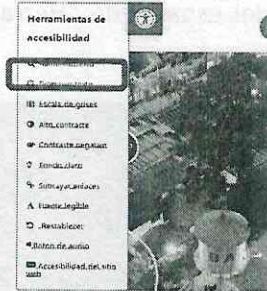 Herramientas de
accesibilidad
Escala de grises
Alto contraste
Contraste negativo
Fondo claro
Subrayar enlaces
Fuente legible
Restablecer
Botón de audio
Accesibilidad del sitio
web